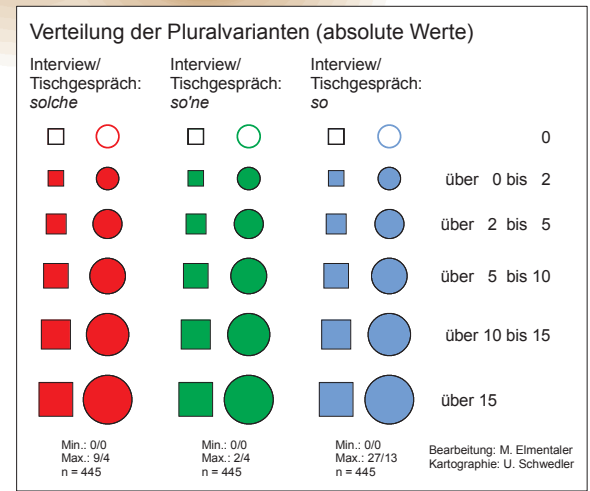 Verteilung der Pluralvarianten (absolute Werte)
Interview/ Interview/ Interview/
Tischgespräch: Tischgespräch: Tischgespräch:
solche so'ne so
0
über 0 bis 2
über 2 bis 5
über 5 bis 10
über 10 bis 15
über 15
Min.: 0/0 Min.: 0/0 Min.: 0/0
Max.: 9/4 Max.: 2/4 Max.: 27/13
n = 445 n = 445 n = 445
Bearbeitung: M. Elmentaler
Kartographie: U. Schwedler